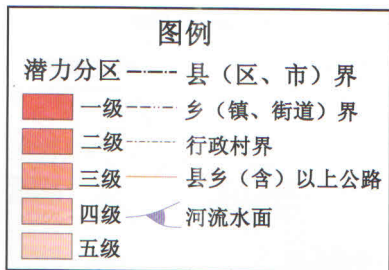 图例
潜力分区 县（区、市）界
一级 乡（镇、街道）界
二级 行政村界
三级 县乡（含）以上公路
四级 河流水面
五级